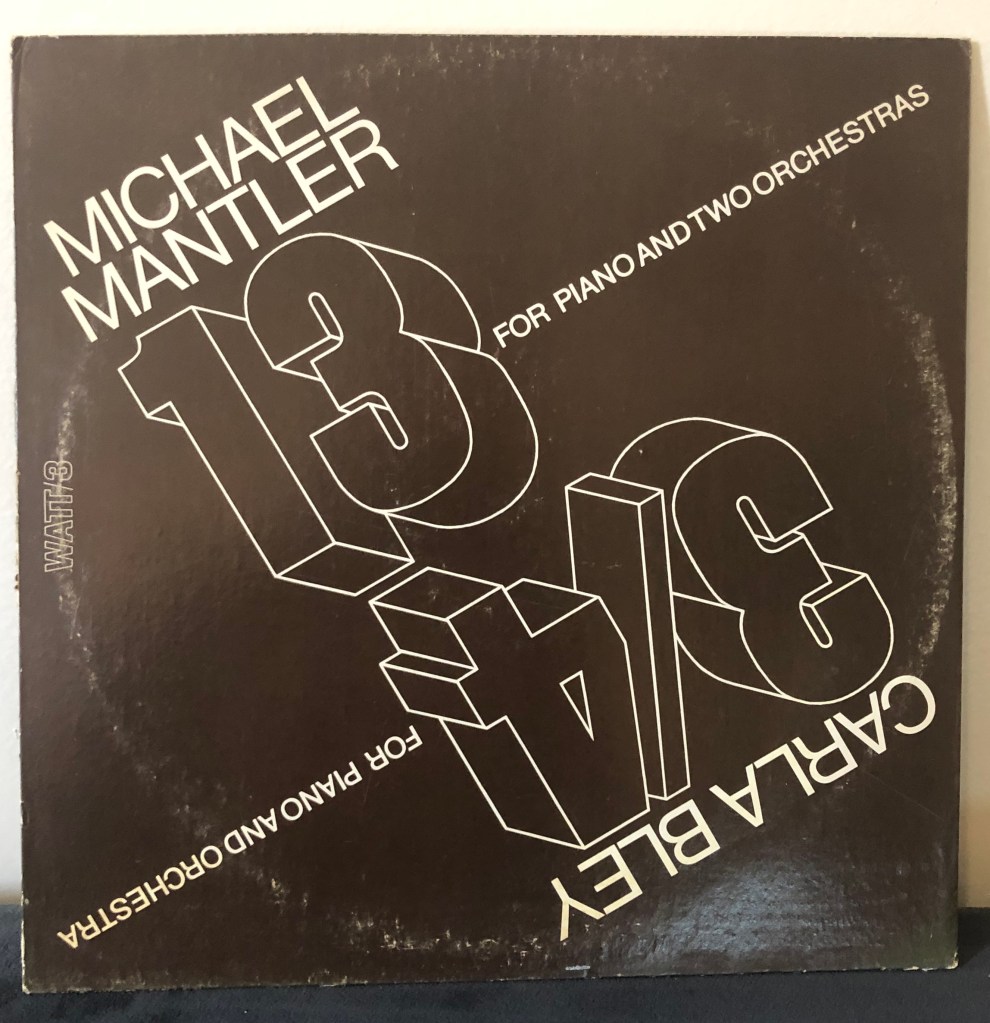 MICHAEL
MANTLER
13
FOR PIANO AND TWO ORCHESTRAS
WATT/3
CARLA BLEY
3/4
FOR PIANO AND ORCHESTRA